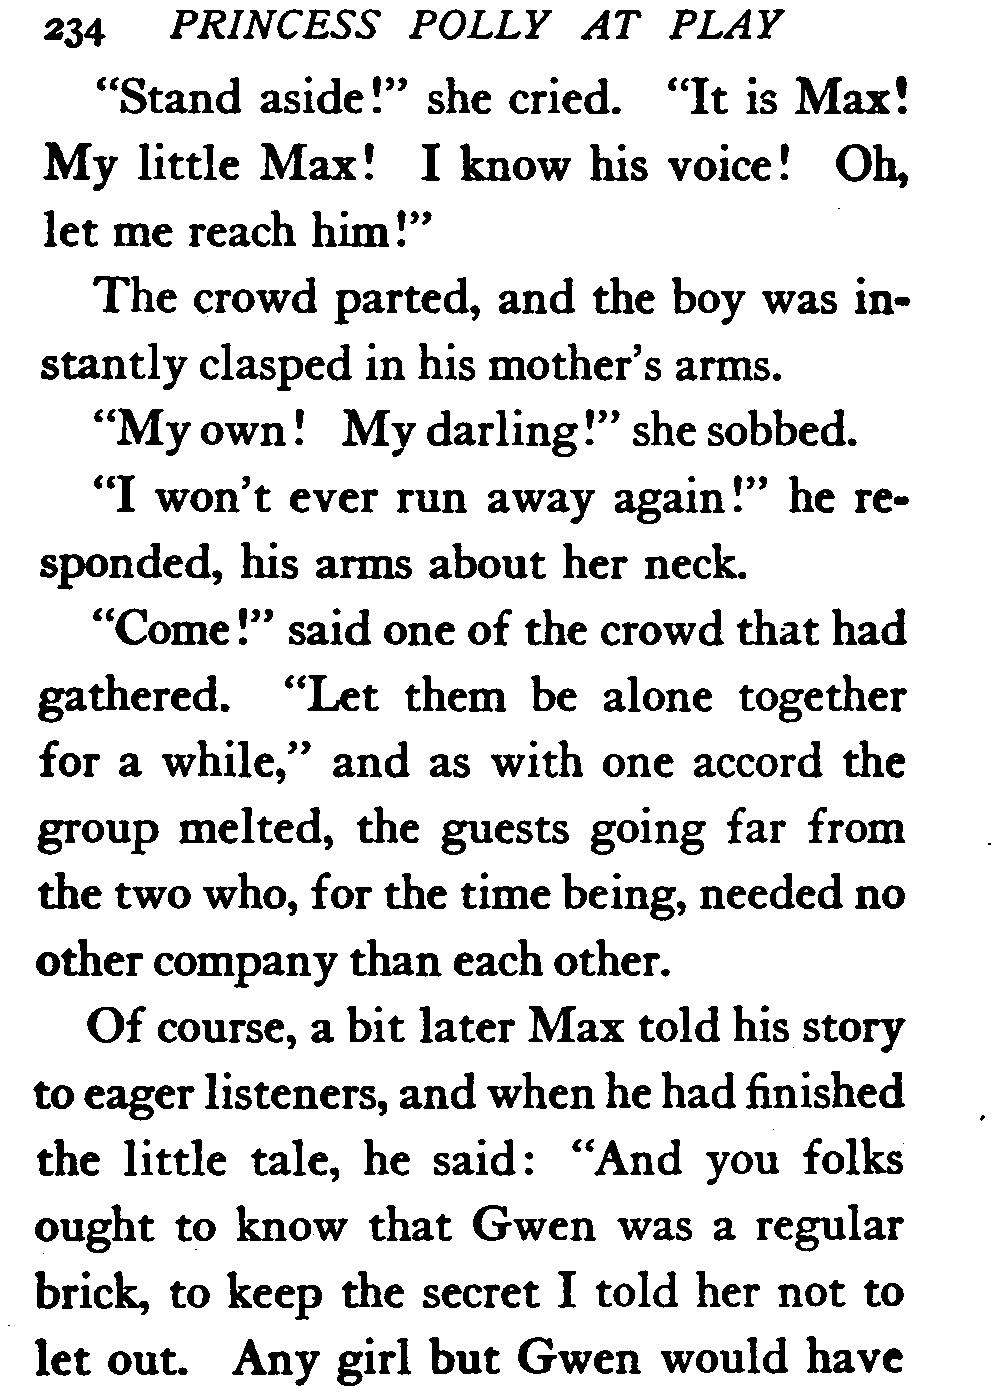 234 PRINCESS POLLY AT PLAY
“Stand aside!” she cried. “It is Max!
My little Max! I know his voice! Oh,
let me reach him!”
The crowd parted, and the boy was in-
stantly clasped in his mother’s arms.
“My own! My darling!” she sobbed.
“I won’t ever run away again!” he re-
sponded, his arms about her neck.
“Come!” said one of the crowd that had
gathered. “Let them be alone together
for a while,” and as with one accord the
group melted, the guests going far from
the two who, for the time being, needed no
other company than each other.
Of course, a bit later Max told his story
to eager listeners, and when he had finished
the little tale, he said: “And you folks
ought to know that Gwen was a regular
brick, to keep the secret I told her not to
let out. Any girl but Gwen would have